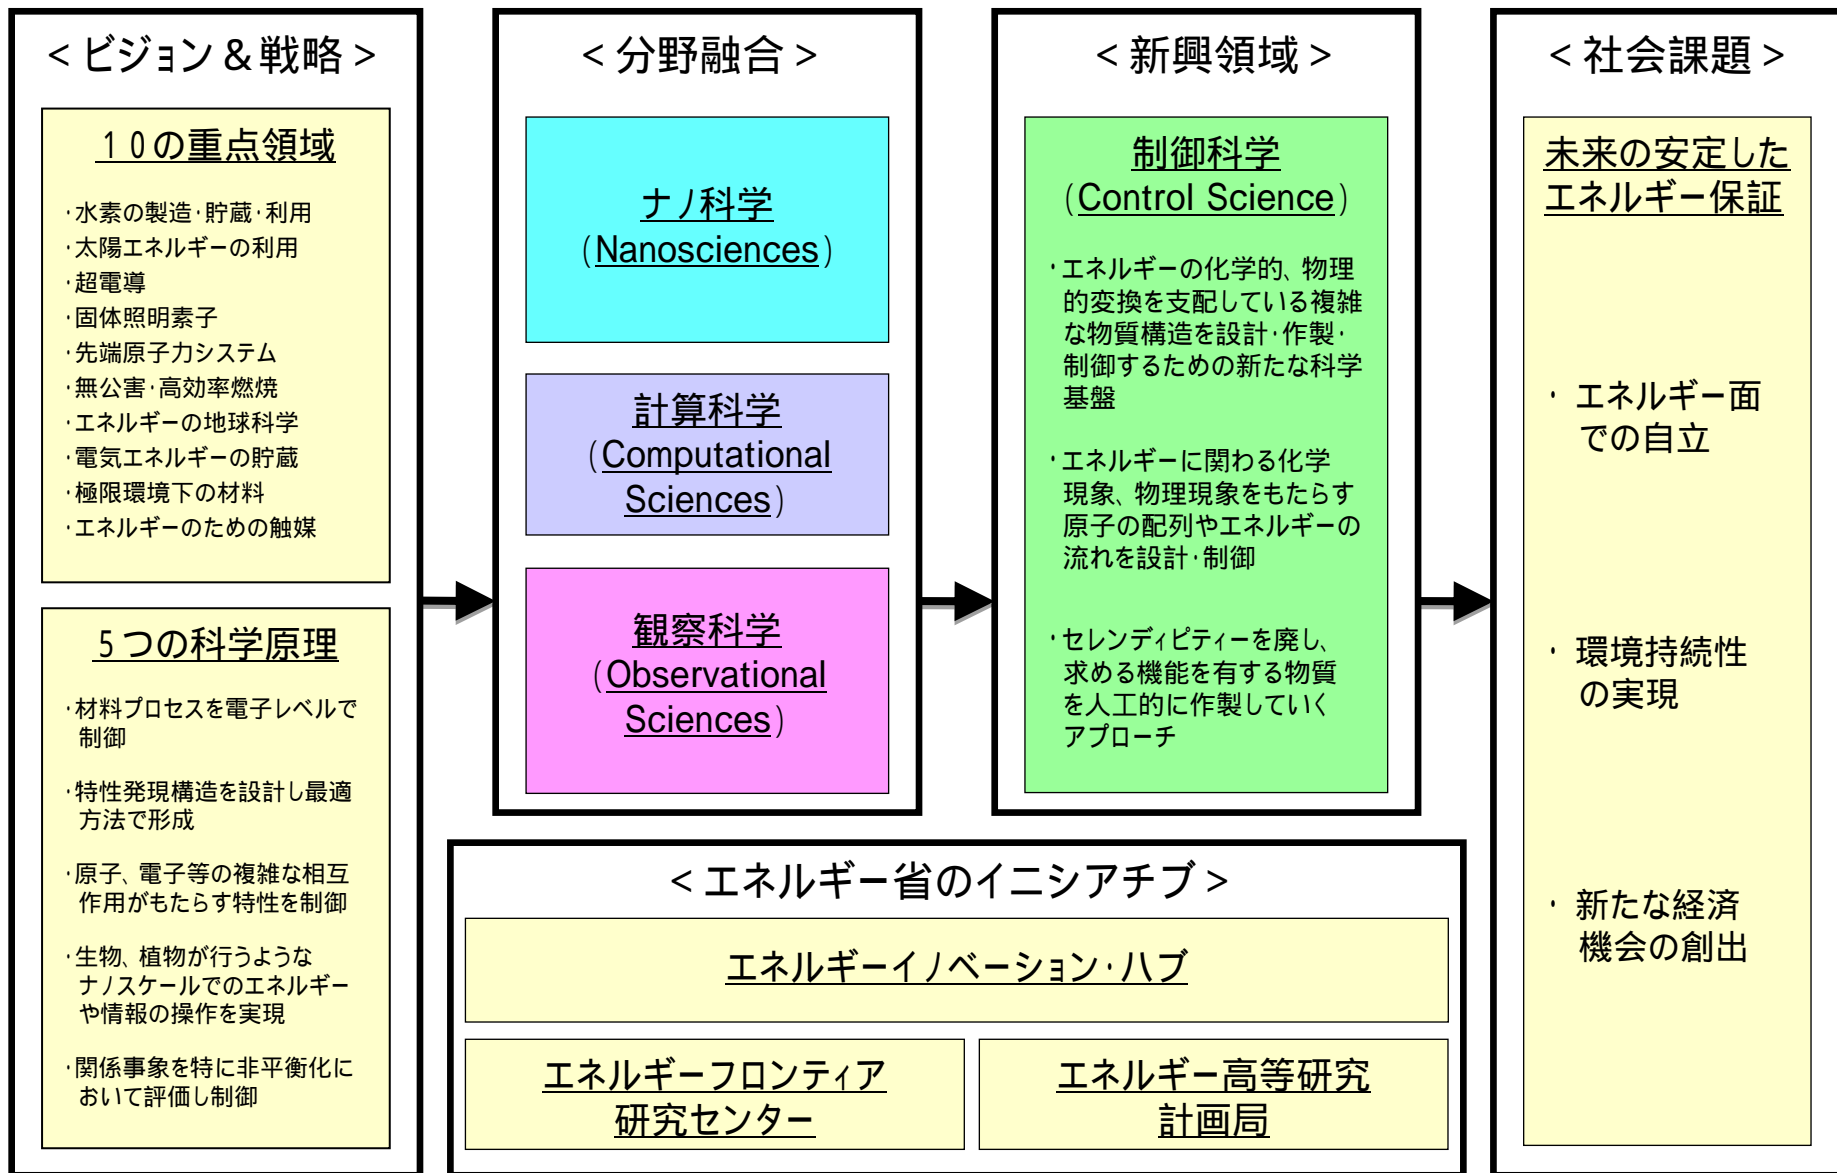 ＜ビジョン＆戦略＞
１０の重点領域
・水素の製造・貯蔵・利用
・太陽エネルギーの利用
・超電導
・固体照明素子
・先端原子力システム
・無公害・高効率燃焼
・エネルギーの地球科学
・電気エネルギーの貯蔵
・極限環境下の材料
・エネルギーのための触媒
５つの科学原理
・材料プロセスを電子レベルで
制御
・特性発現構造を設計し最適
方法で形成
・原子、電子等の複雑な相互
作用がもたらす特性を制御
・生物、植物が行うような
ナノスケールでのエネルギー
や情報の操作を実現
・関係事象を特に非平衡化に
おいて評価し制御
＜分野融合＞
ナノ科学
（Nanosciences）
計算科学
（Computational
Sciences）
観察科学
（Observational
Sciences）
＜新興領域＞
制御科学
（Control Science）
・エネルギーの化学的、物理
的変換を支配している複雑
な物質構造を設計・作製・
制御するための新たな科学
基盤
・エネルギーに関わる化学
現象、物理現象をもたらす
原子の配列やエネルギーの
流れを設計・制御
・セレンディピティーを廃し、
求める機能を有する物質
を人工的に作製していく
アプローチ
＜社会課題＞
未来の安定した
エネルギー保証
・ エネルギー面
での自立
・ 環境持続性
の実現
・ 新たな経済
機会の創出
＜エネルギー省のイニシアチブ＞
エネルギーイノベーション・ハブ
エネルギーフロンティア
研究センター
エネルギー高等研究
計画局